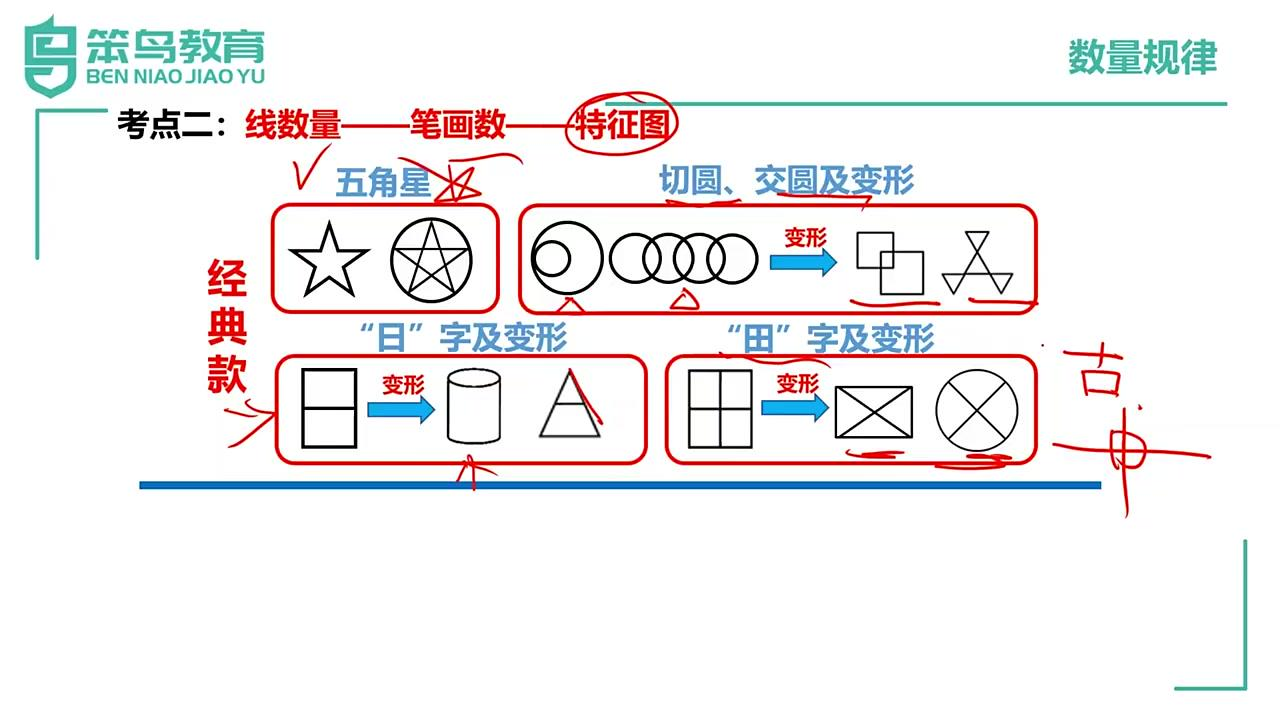 笨鸟教育
BEN NIAO JIAO YU
数量规律
考点二：线数量——笔画数——特征图
五角星
切圆、交圆及变形
变形
经典款
“日”字及变形
“田”字及变形
变形
变形
古
中